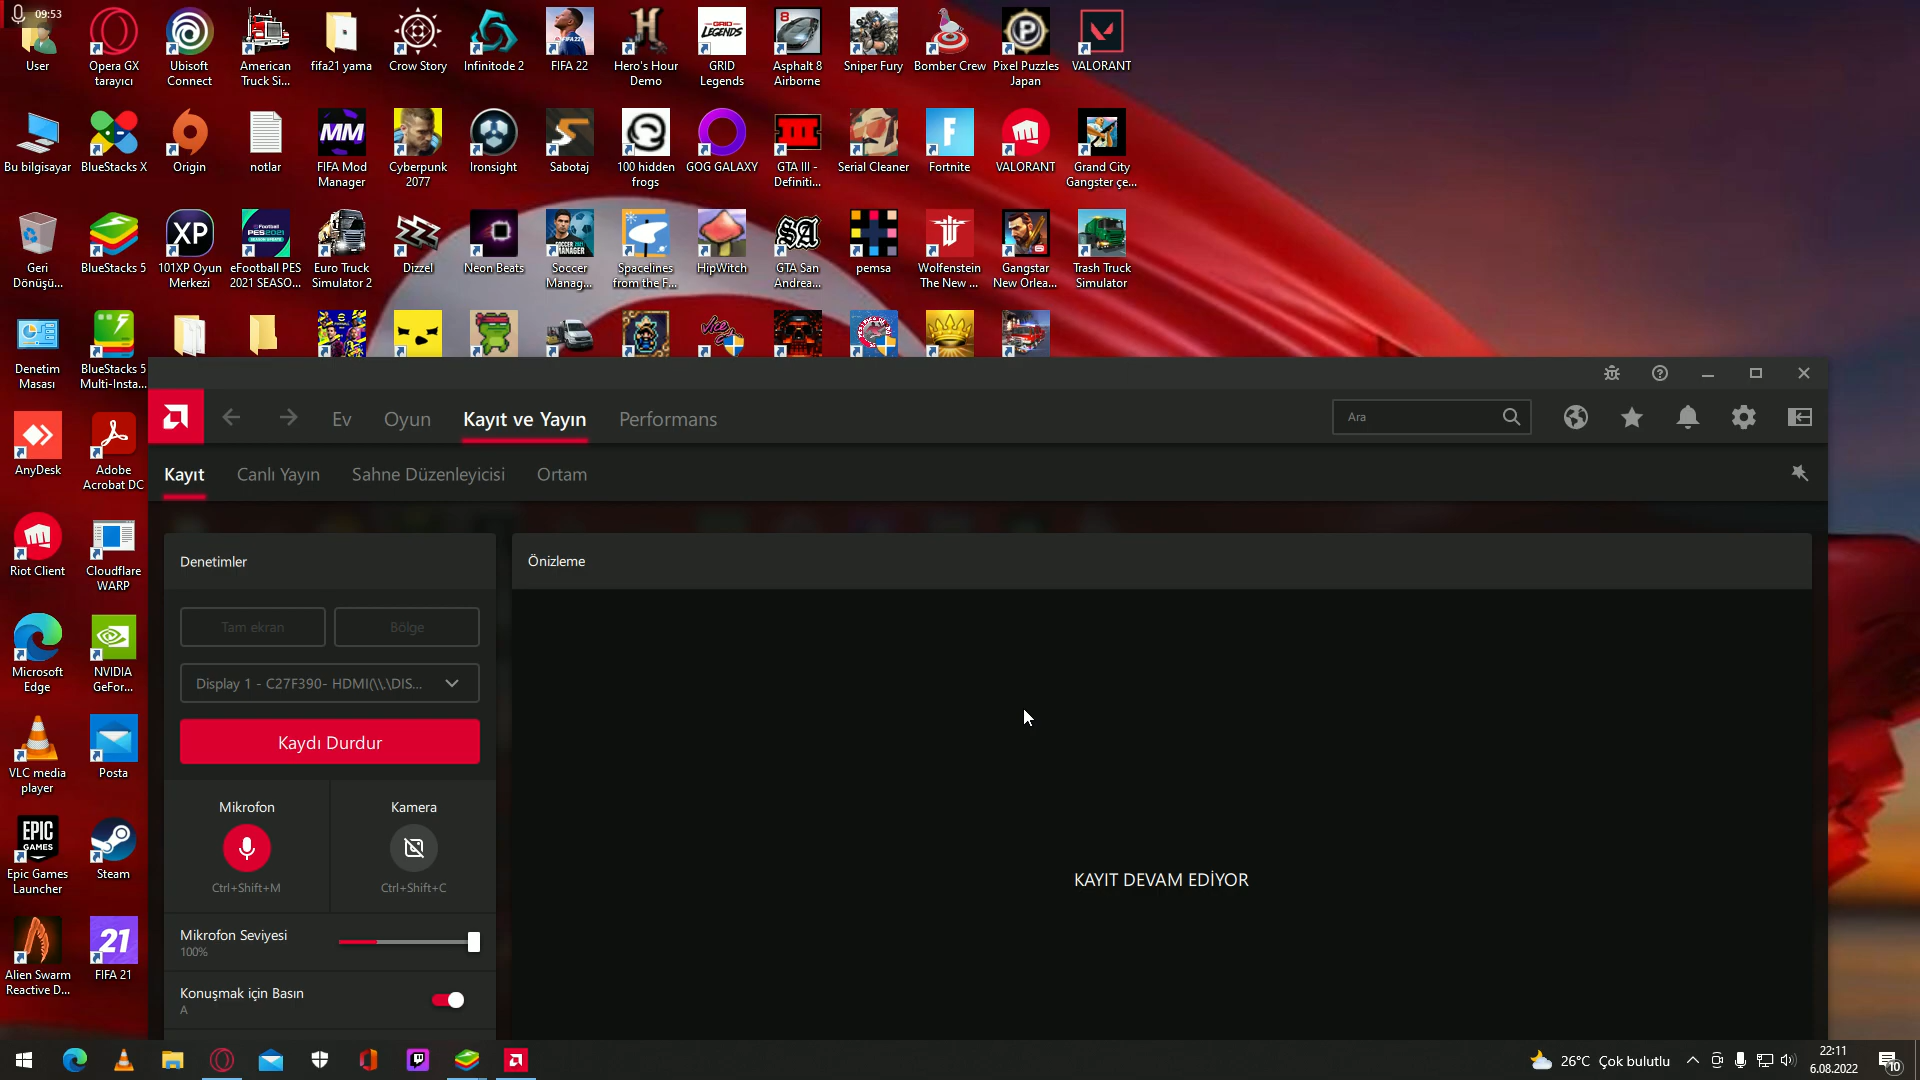 09:53
User
Opera GX
tarayıcı
Ubisoft
Connect
American
Truck Si...
fifa21 yama
Crow Story
Infinitode 2
FIFA 22
Hero's Hour
Demo
GRID
Legends
Asphalt 8
Airborne
Sniper Fury
Bomber Crew
Pixel Puzzles
Japan
VALORANT
Bu bilgisayar
BlueStacks X
Origin
notlar
FIFA Mod
Manager
Cyberpunk
2077
Ironsight
Sabotaj
100 hidden
frogs
GOG GALAXY
GTA III -
Definiti...
Serial Cleaner
Fortnite
VALORANT
Grand City
Gangster çe...
Geri
Dönüşü...
BlueStacks 5
101XP Oyun
Merkezi
eFootball PES
2021 SEASO...
Euro Truck
Simulator 2
Dizzel
Neon Beats
Soccer
Manag...
Spacelines
from the F...
HipWitch
GTA San
Andrea...
pemsa
Wolfenstein
The New ...
Gangstar
New Orlea...
Trash Truck
Simulator
Denetim
Masası
BlueStacks 5
Multi-Insta...
AnyDesk
Adobe
Acrobat DC
Riot Client
Cloudflare
WARP
Microsoft
Edge
NVIDIA
GeFor...
VLC media
player
Posta
Epic Games
Launcher
Steam
Alien Swarm
Reactive D...
FIFA 21
Ev
Oyun
Kayıt ve Yayın
Performans
Ara
Kayıt
Canlı Yayın
Sahne Düzenleyicisi
Ortam
Denetimler
Önizleme
Tam ekran
Bölge
Display 1 - C27F390- HDMI(\\.\DIS...
Kaydı Durdur
Mikrofon
Kamera
Ctrl+Shift+M
Ctrl+Shift+C
Mikrofon Seviyesi
100%
Konuşmak için Basın
A
KAYIT DEVAM EDİYOR
26°C Çok bulutlu
22:11
6.08.2022
10